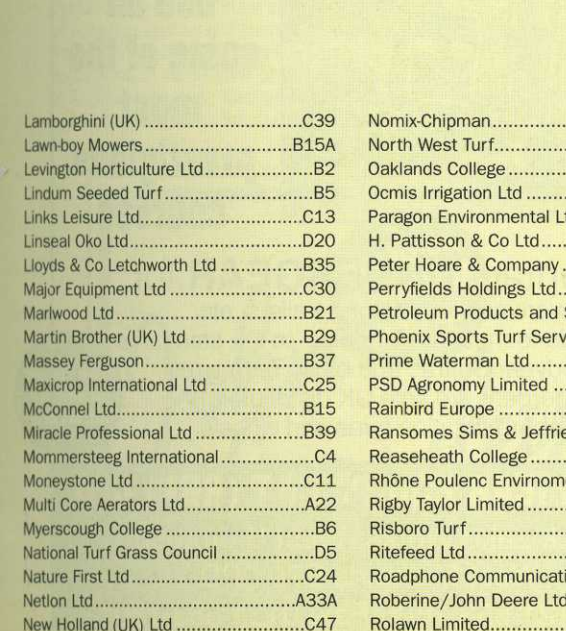 Lamborghini (UK) ..............................C39
Lawn-boy Mowers............................B15A
Levington Horticulture Ltd.....................B2
Lindum Seeded Turf.............................B5
Links Leisure Ltd................................C13
Linseal Oko Ltd..................................D20
Lloyds & Co Letchworth Ltd ...............B35
Major Equipment Ltd .........................C30
Marlwood Ltd....................................B21
Martin Brother (UK) Ltd .....................B29
Massey Ferguson..............................B37
Maxicrop International Ltd .................C25
McConnel Ltd....................................B15
Miracle Professional Ltd ....................B39
Mommersteeg International..................C4
Moneystone Ltd ................................C11
Multi Core Aerators Ltd......................A22
Myerscough College ............................B6
National Turf Grass Council .................D5
Nature First Ltd.................................C24
Netlon Ltd......................................A33A
New Holland (UK) Ltd ........................C47
Nomix-Chipman..............
North West Turf..............
Oaklands College ...........
Ocmis Irrigation Ltd ........
Paragon Environmental
H. Pattisson & Co Ltd.....
Peter Hoare & Company .
Perryfields Holdings Ltd..
Petroleum Products and
Phoenix Sports Turf
Prime Waterman Ltd.......
PSD Agronomy Limited ...
Rainbird Europe .............
Ransomes Sims &
Reaseheath College ........
Rhône Poulenc
Rigby Taylor Limited ........
Risboro Turf...................
Ritefeed Ltd...................
Roadphone
Roberine/John Deere Ltd
Rolawn Limited...............